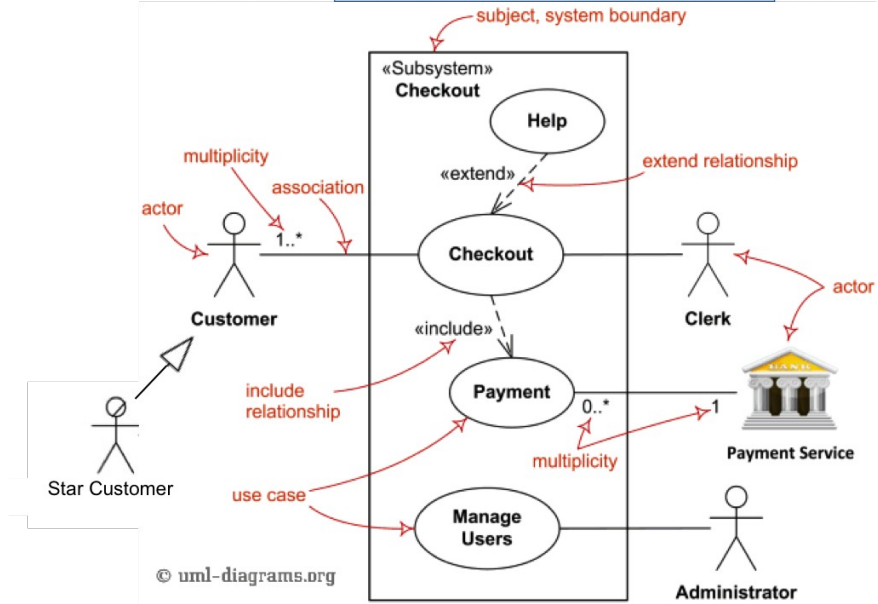 subject, system boundary
«Subsystem»
Checkout
Help
multiplicity
«extend»
extend relationship
association
actor
1..*
Checkout
actor
Customer
Clerk
«include»
BANK
include
relationship
Payment
0..*
1
multiplicity
Payment Service
Star Customer
use case
Manage
Users
© uml-diagrams.org
Administrator